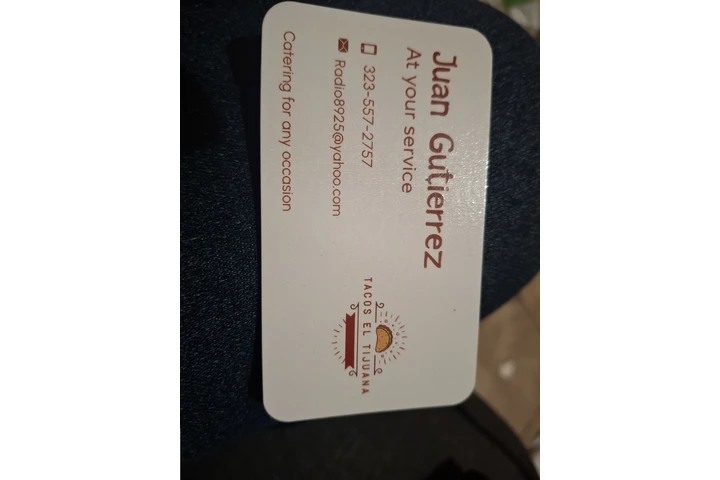 Juan Gutierrez
At your service
323-557-2757
Radio8925@yahoo.com
Catering for any occasion
TACOS EL TIJUANA